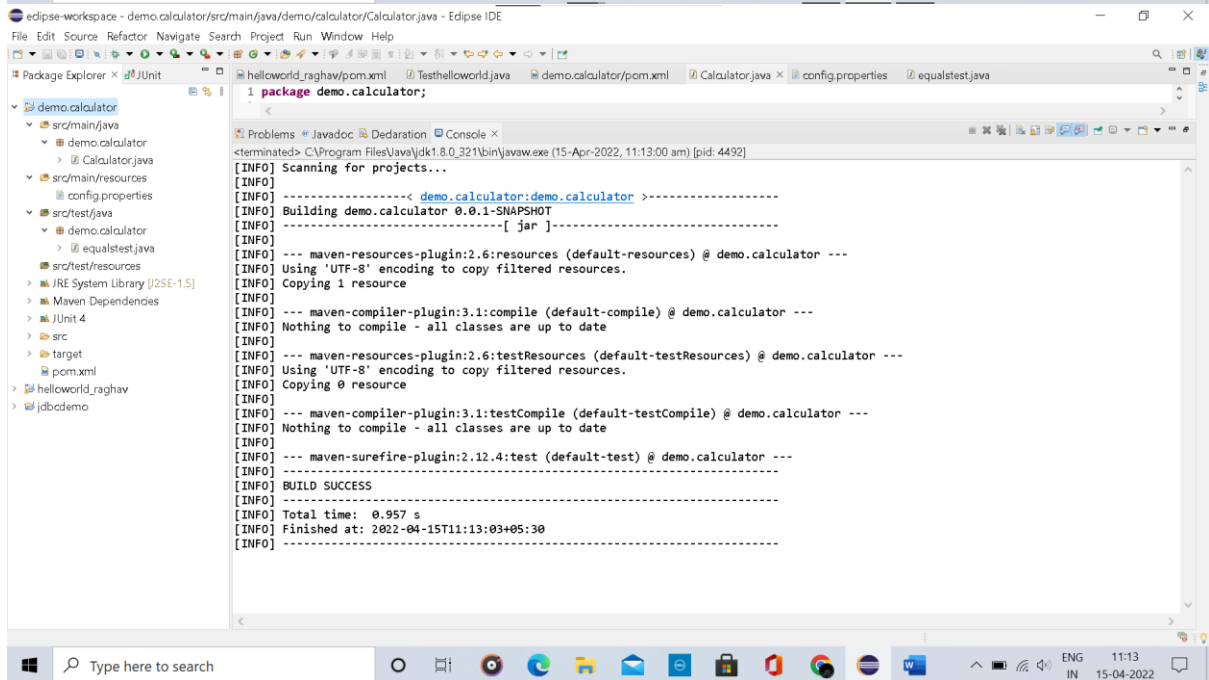 eclipse-workspace - demo.calculator/src/main/java/demo/calculator/Calculator.java - Eclipse IDE
File Edit Source Refactor Navigate Search Project Run Window Help
Package Explorer JUnit
demo.calculator
src/main/java
demo.calculator
Calculator.java
src/main/resources
config.properties
src/test/java
demo.calculator
equalstest.java
src/test/resources
JRE System Library [J2SE-1.5]
Maven Dependencies
JUnit 4
src
target
pom.xml
helloworld_raghav
jdbcdemo
helloworld_raghav/pom.xml Testhelloworld.java demo.calculator/pom.xml Calculator.java config.properties equalstest.java
1 package demo.calculator;
Problems Javadoc Declaration Console
<terminated> C:\Program Files\Java\jdk1.8.0_321\bin\javaw.exe (15-Apr-2022, 11:13:00 am) [pid: 4492]
[INFO] Scanning for projects...
[INFO]
[INFO] ------------------< demo.calculator:demo.calculator >-------------------
[INFO] Building demo.calculator 0.0.1-SNAPSHOT
[INFO] --------------------------------[ jar ]---------------------------------
[INFO]
[INFO] --- maven-resources-plugin:2.6:resources (default-resources) @ demo.calculator ---
[INFO] Using 'UTF-8' encoding to copy filtered resources.
[INFO] Copying 1 resource
[INFO]
[INFO] --- maven-compiler-plugin:3.1:compile (default-compile) @ demo.calculator ---
[INFO] Nothing to compile - all classes are up to date
[INFO]
[INFO] --- maven-resources-plugin:2.6:testResources (default-testResources) @ demo.calculator ---
[INFO] Using 'UTF-8' encoding to copy filtered resources.
[INFO] Copying 0 resource
[INFO]
[INFO] --- maven-compiler-plugin:3.1:testCompile (default-testCompile) @ demo.calculator ---
[INFO] Nothing to compile - all classes are up to date
[INFO]
[INFO] --- maven-surefire-plugin:2.12.4:test (default-test) @ demo.calculator ---
[INFO] ------------------------------------------------------------------------
[INFO] BUILD SUCCESS
[INFO] ------------------------------------------------------------------------
[INFO] Total time:  0.957 s
[INFO] Finished at: 2022-04-15T11:13:03+05:30
[INFO] ------------------------------------------------------------------------
Type here to search
ENG
IN
11:13
15-04-2022